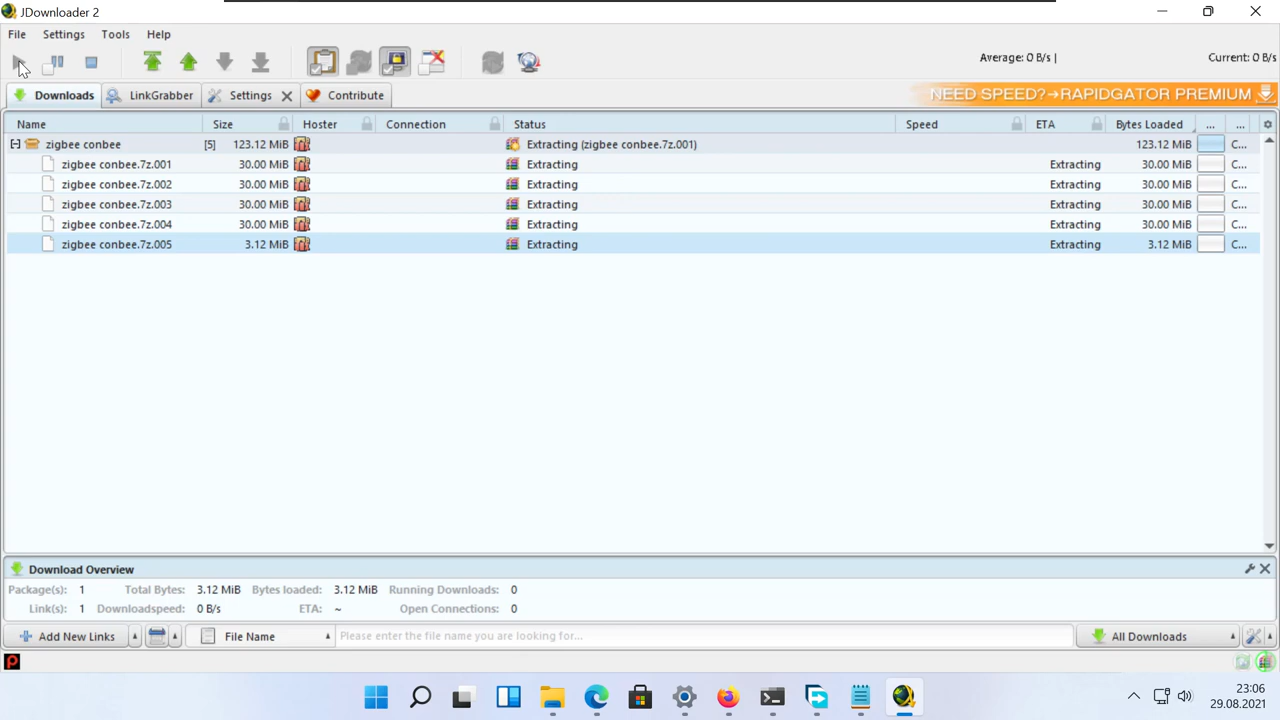 JDownloader 2
File Settings Tools Help
Average: 0 B/s | Current: 0 B/s
Downloads LinkGrabber Settings Contribute
NEED SPEED?→RAPIDGATOR PREMIUM
Name Size Hoster Connection Status Speed ETA Bytes Loaded ... ...
zigbee conbee [5] 123.12 MiB Extracting (zigbee conbee.7z.001) 123.12 MiB C...
zigbee conbee.7z.001 30.00 MiB Extracting Extracting 30.00 MiB C...
zigbee conbee.7z.002 30.00 MiB Extracting Extracting 30.00 MiB C...
zigbee conbee.7z.003 30.00 MiB Extracting Extracting 30.00 MiB C...
zigbee conbee.7z.004 30.00 MiB Extracting Extracting 30.00 MiB C...
zigbee conbee.7z.005 3.12 MiB Extracting Extracting 3.12 MiB C...
Download Overview
Package(s): 1 Total Bytes: 3.12 MiB Bytes loaded: 3.12 MiB Running Downloads: 0
Link(s): 1 Downloadspeed: 0 B/s ETA: ~ Open Connections: 0
Add New Links File Name Please enter the file name you are looking for... All Downloads
23:06
29.08.2021